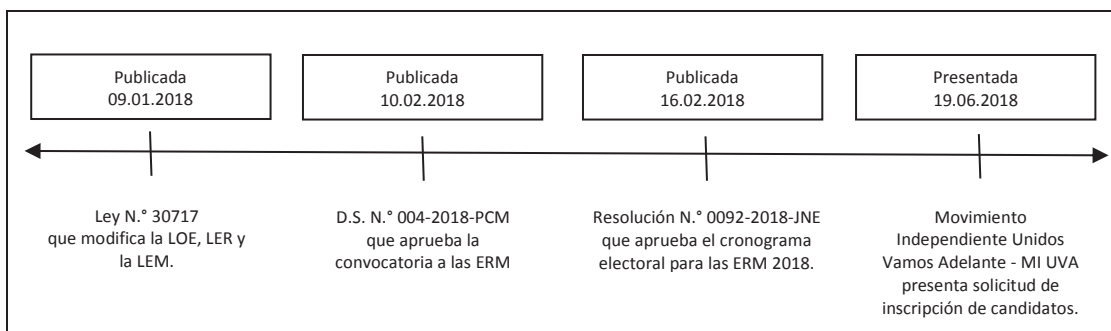 Publicada
09.01.2018
Publicada
10.02.2018
Publicada
16.02.2018
Presentada
19.06.2018
Ley N.° 30717
que modifica la LOE, LER y
la LEM.
D.S. N.° 004-2018-PCM
que aprueba la
convocatoria a las ERM
Resolución N.° 0092-2018-JNE
que aprueba el cronograma
electoral para las ERM 2018.
Movimiento
Independiente Unidos
Vamos Adelante - MI UVA
presenta solicitud de
inscripción de candidatos.